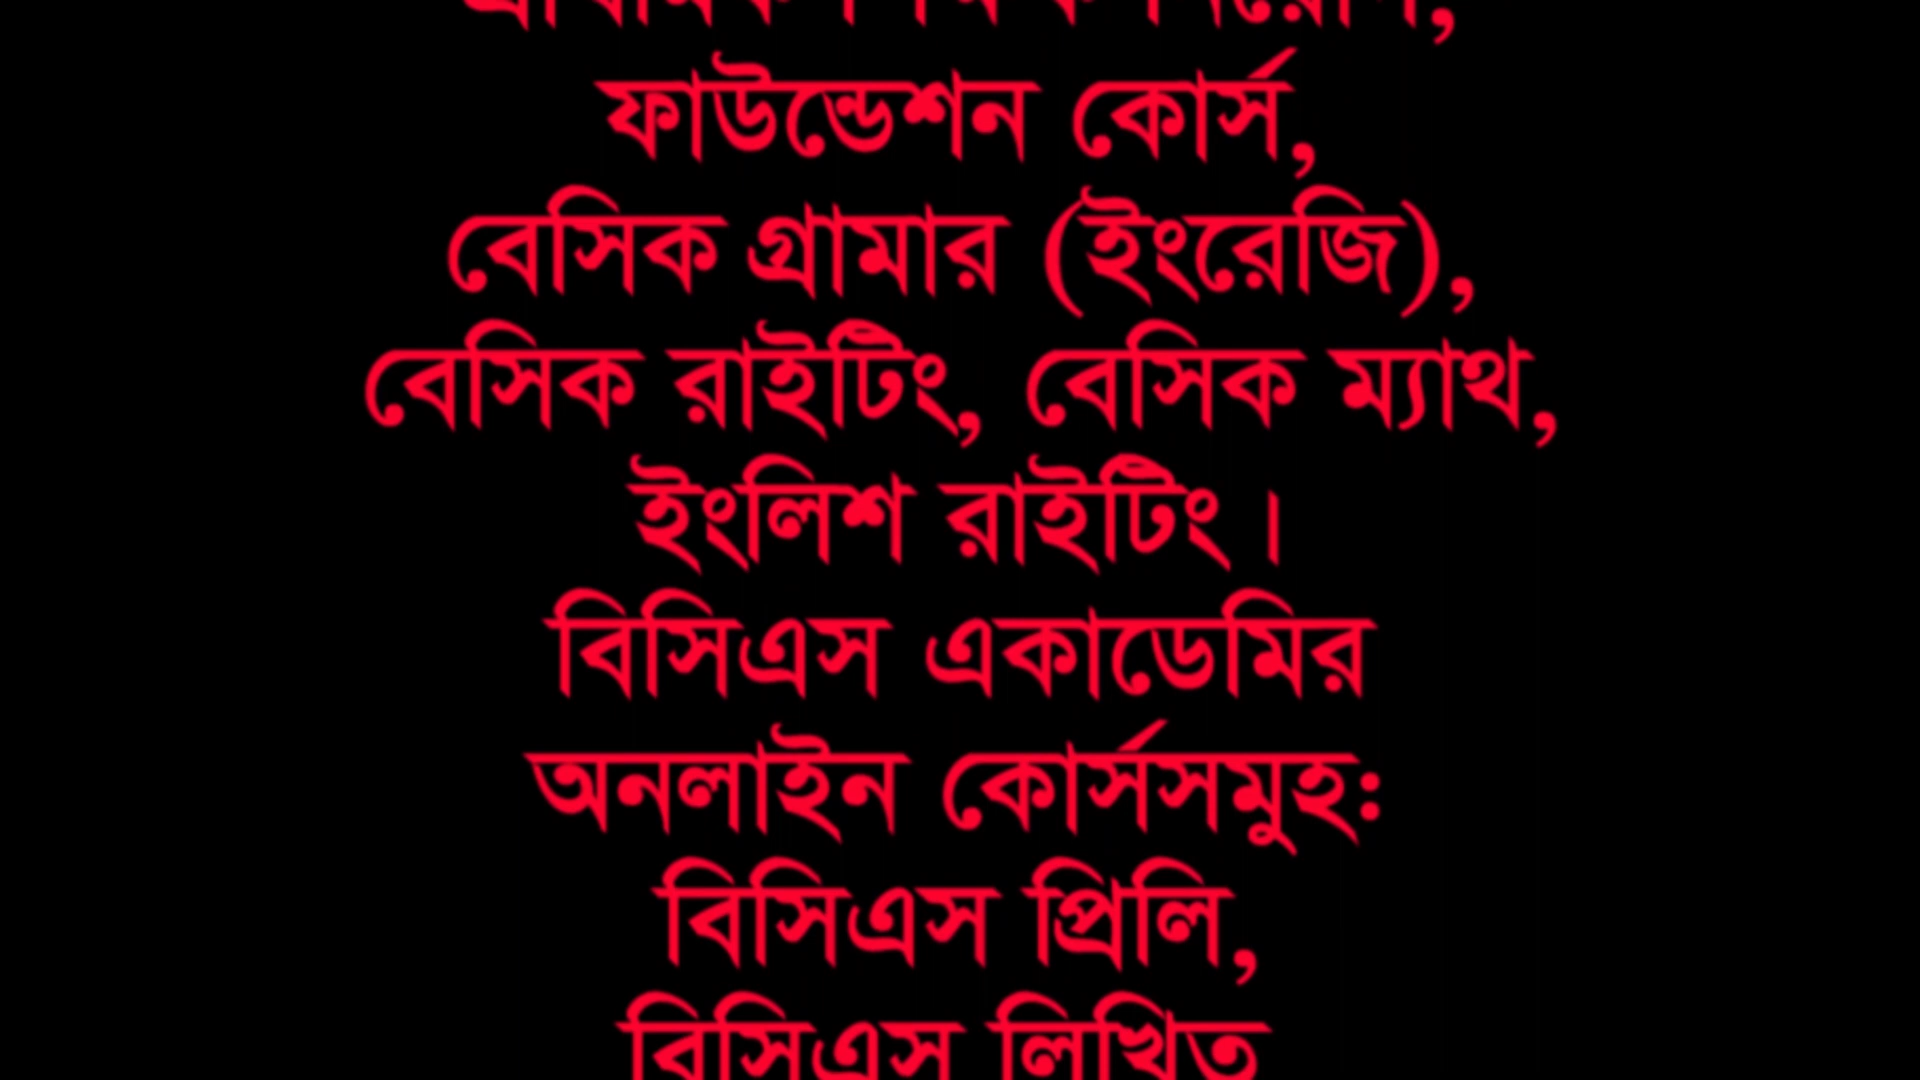 ফাউন্ডেশন কোর্স,
বেসিক গ্রামার (ইংরেজি),
বেসিক রাইটিং, বেসিক ম্যাথ,
ইংলিশ রাইটিং।
বিসিএস একাডেমির
অনলাইন কোর্সসমুহঃ
বিসিএস প্রিলি,
বিসিএস লিখিত